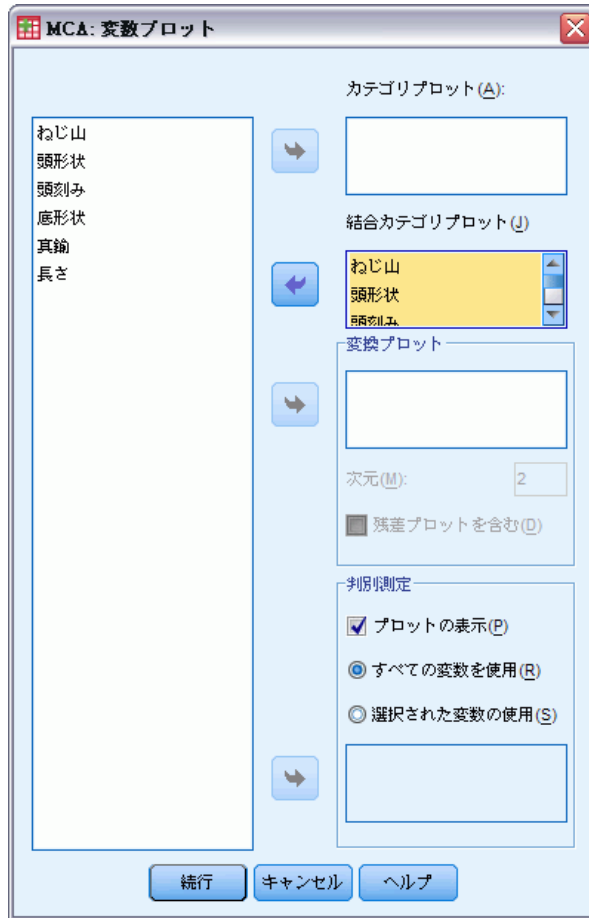 MCA: 変数プロット
カテゴリプロット(A):
ねじ山
頭形状
頭刻み
底形状
真鍮
長さ
結合カテゴリプロット(J)
ねじ山
頭形状
頭刻み
変換プロット
次元(M):
2
残差プロットを含む(D)
判別測定
プロットの表示(P)
すべての変数を使用(R)
選択された変数の使用(S)
続行
キャンセル
ヘルプ